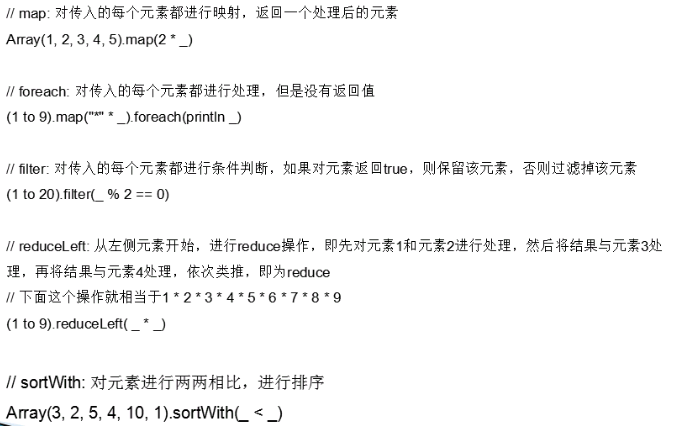 // map: 对传入的每个元素都进行映射，返回一个处理后的元素
Array(1, 2, 3, 4, 5).map(2 * _)
// foreach: 对传入的每个元素都进行处理，但是没有返回值
(1 to 9).map("*" * _).foreach(println _)
// filter: 对传入的每个元素都进行条件判断，如果对元素返回true，则保留该元素，否则过滤掉该元素
(1 to 20).filter(_ % 2 == 0)
// reduceLeft: 从左侧元素开始，进行reduce操作，即先对元素1和元素2进行处理，然后将结果与元素3处
理，再将结果与元素4处理，依次类推，即为reduce
// 下面这个操作就相当于1 * 2 * 3 * 4 * 5 * 6 * 7 * 8 * 9
(1 to 9).reduceLeft( _ * _)
// sortWith: 对元素进行两两相比，进行排序
Array(3, 2, 5, 4, 10, 1).sortWith(_ < _)